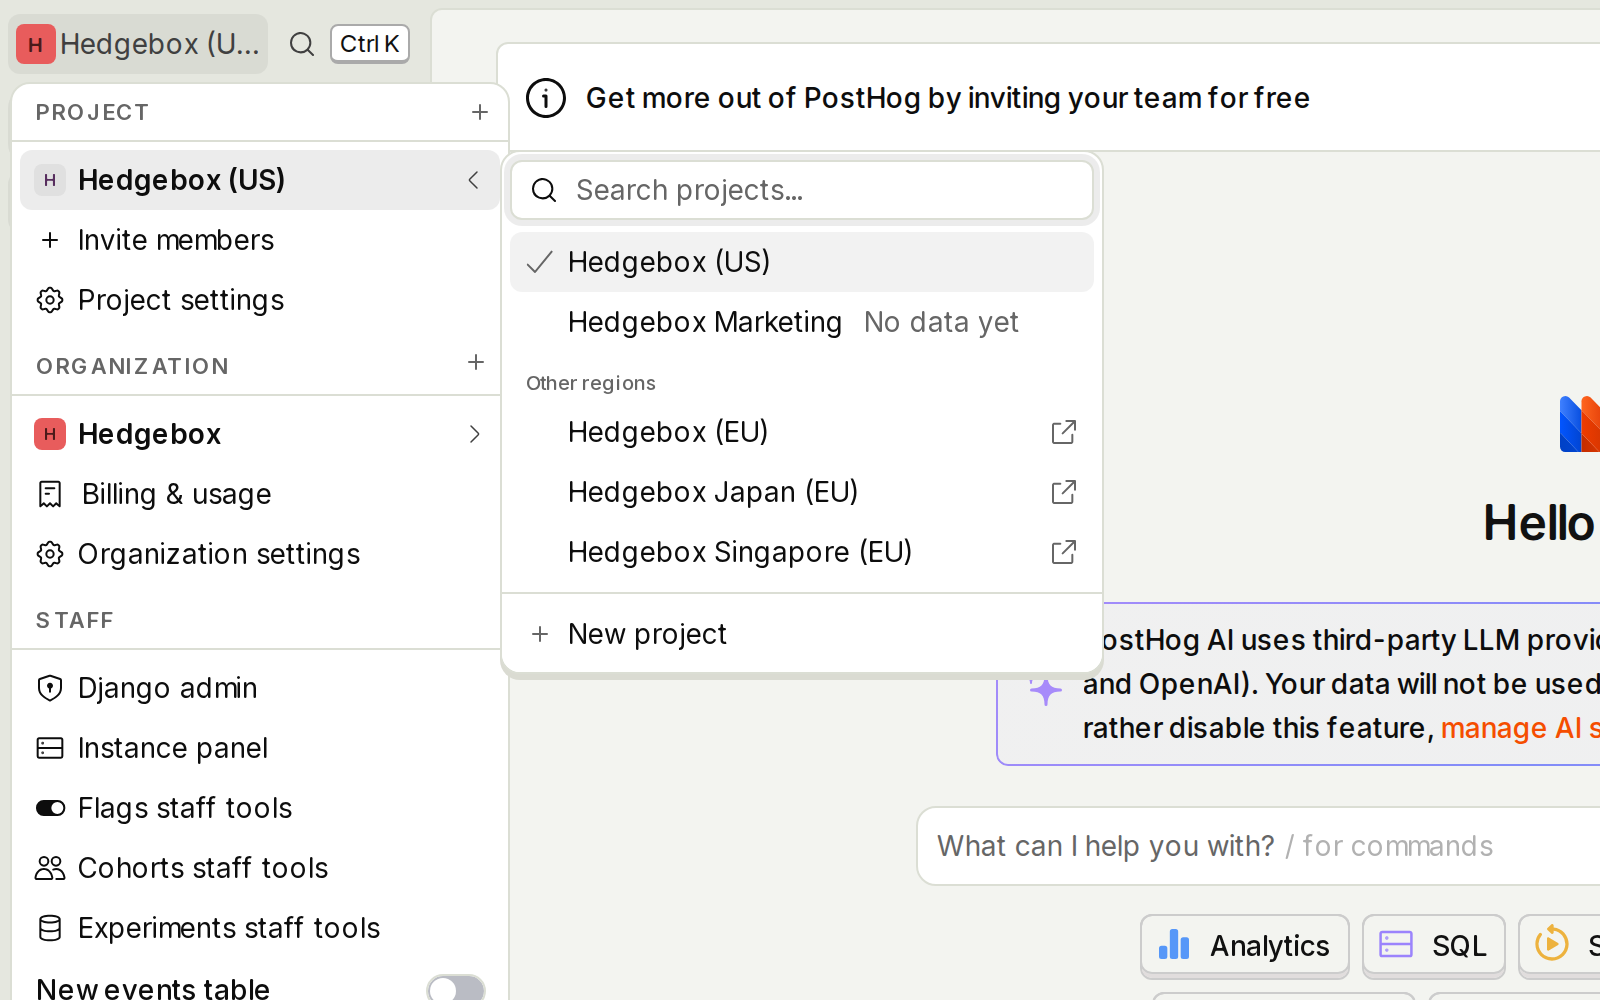 H Hedgebox (U... Ctrl K
PROJECT
H Hedgebox (US)
Invite members
Project settings
ORGANIZATION
H Hedgebox
Billing & usage
Organization settings
STAFF
Django admin
Instance panel
Flags staff tools
Cohorts staff tools
Experiments staff tools
New events table
Get more out of PostHog by inviting your team for free
Search projects...
Hedgebox (US)
Hedgebox Marketing No data yet
Other regions
Hedgebox (EU)
Hedgebox Japan (EU)
Hedgebox Singapore (EU)
New project
Hello
ostHog AI uses third-party LLM
and OpenAI). Your data will not be used
rather disable this feature, manage AI
What can I help you with? / for commands
Analytics SQL